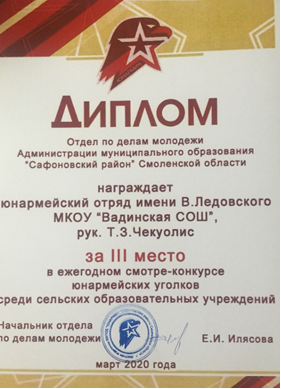 ДИПЛОМ
Отдел по делам молодежи
Администрации муниципального образования
"Сафоновский район" Смоленской области
награждает
юнармейский отряд имени В.Ледовского
МКОУ "Вадинская СОШ",
рук. Т.З.Чекуолис
за III место
в ежегодном смотре-конкурсе
юнармейских уголков
среди сельских образовательных учреждений
Начальник отдела
по делам молодежи Е.И. Илясова
март 2020 года